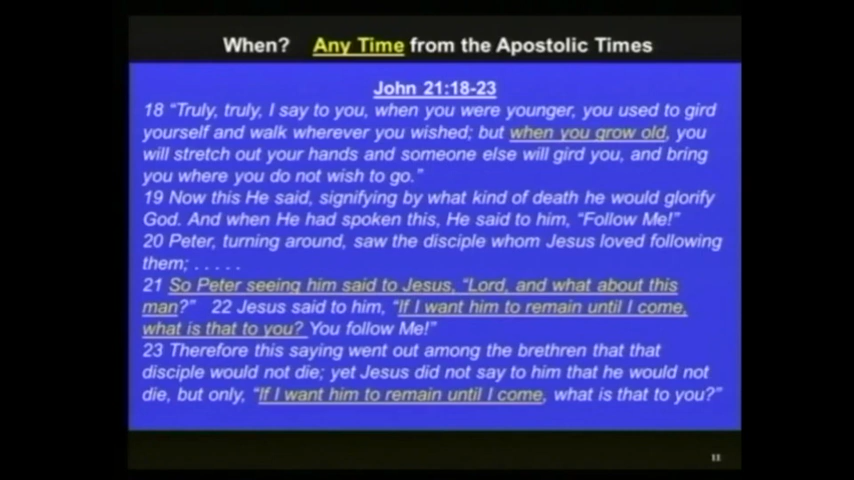 When? Any Time from the Apostolic Times
John 21:18-23
18 “Truly, truly, I say to you, when you were younger, you used to gird
yourself and walk wherever you wished; but when you grow old, you
will stretch out your hands and someone else will gird you, and bring
you where you do not wish to go.”
19 Now this He said, signifying by what kind of death he would glorify
God. And when He had spoken this, He said to him, “Follow Me!”
20 Peter, turning around, saw the disciple whom Jesus loved following
them; . . . . .
21 So Peter seeing him said to Jesus, “Lord, and what about this
man?” 22 Jesus said to him, “If I want him to remain until I come,
what is that to you? You follow Me!”
23 Therefore this saying went out among the brethren that that
disciple would not die; yet Jesus did not say to him that he would not
die, but only, “If I want him to remain until I come, what is that to you?”
11